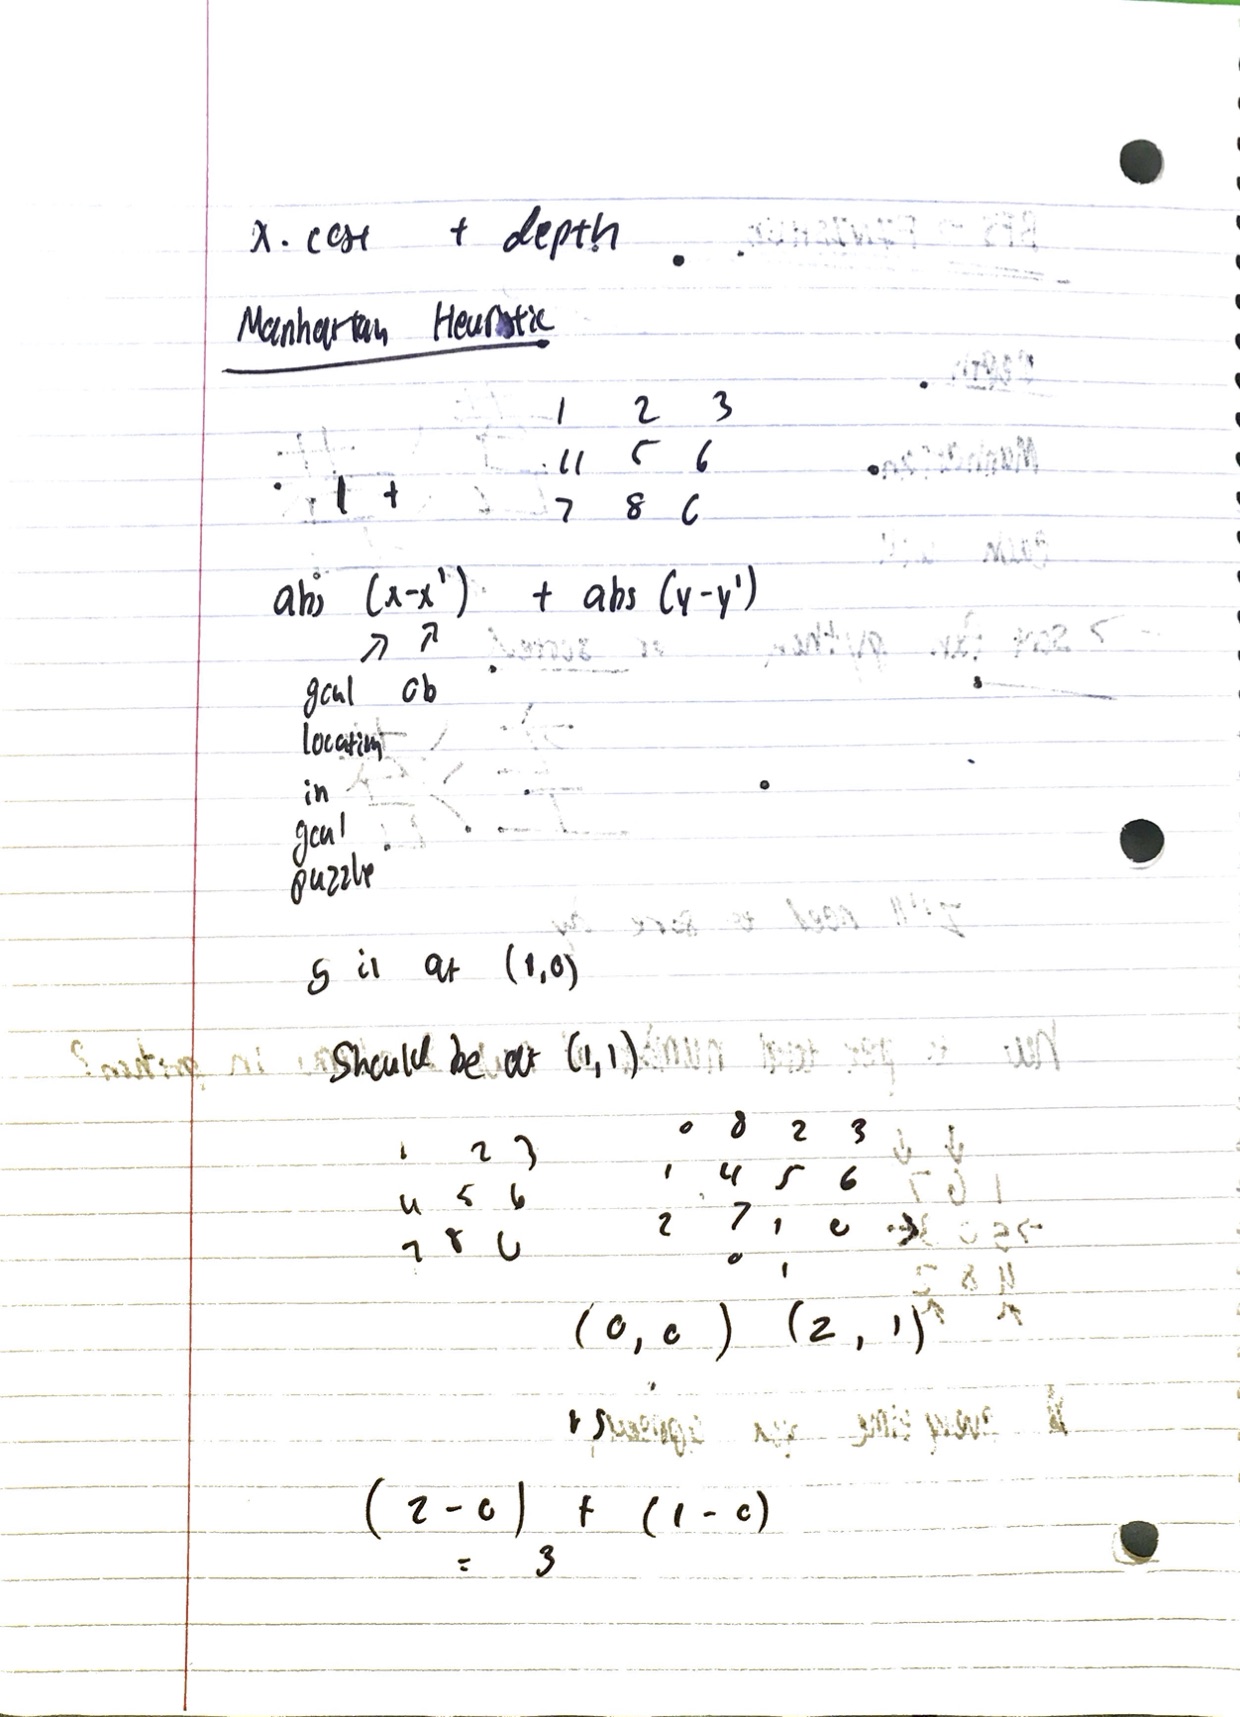 x. cost + depth
Manhattan Heuristic
1 2 3
4 5 6
1 +
7 8 0
abs (x-x') + abs (y-y')
goal ob
location
in
goal
puzzle
5 is at (1,0)
Should be at (1,1)
1 2 3
4 5 6
7 8 0
0 8 2 3
1 4 5 6
2 7 1 0
0 1
(0,0) (2,1)
(2-0) + (1-0)
= 3